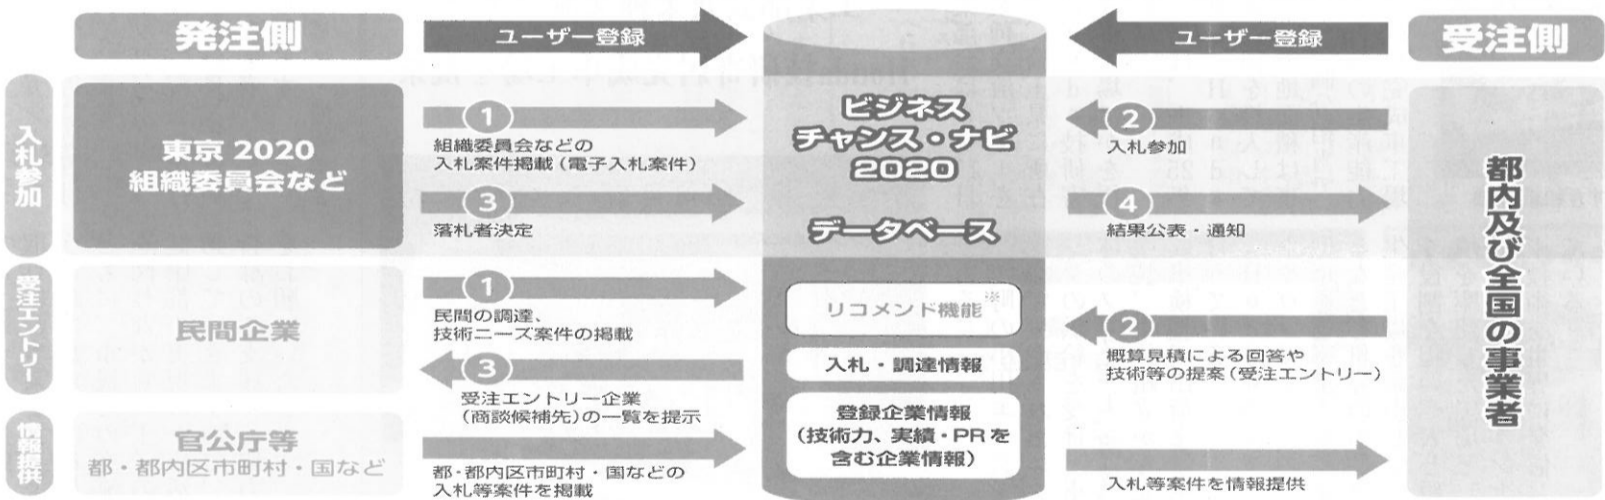 発注側
ユーザー登録
ユーザー登録
受注側
入札参加
東京 2020
組織委員会など
1
組織委員会などの
入札案件掲載(電子入札案件)
3
落札者決定
ビジネス
チャンス・ナビ
2020
データベース
2
入札参加
4
結果公表・通知
受注エントリー
民間企業
1
民間の調達、
技術ニーズ案件の掲載
3
受注エントリー企業
(商談候補先)の一覧を提示
リコメンド機能※
入札・調達情報
登録企業情報
(技術力、実績・PRを
含む企業情報)
2
概算見積による回答や
技術等の提案(受注エントリー)
情報提供
官公庁等
都・都内区市町村・国など
都・都内区市町村・国などの
入札等案件を掲載
入札等案件を情報提供
都内及び全国の事業者